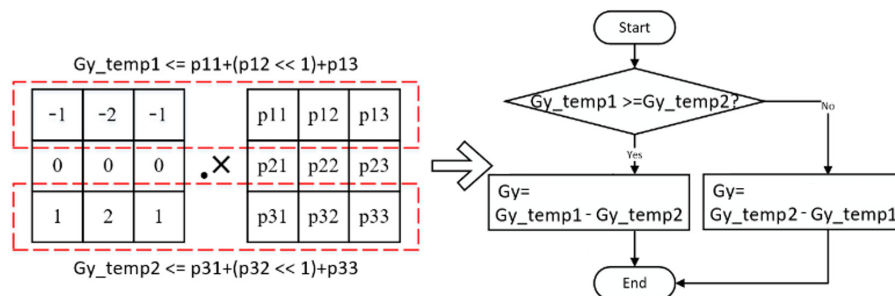 Gy_temp1 <= p11+(p12 << 1)+p13
-1 -2 -1
0 0 0
1 2 1
.×
p11 p12 p13
p21 p22 p23
p31 p32 p33
Gy_temp2 <= p31+(p32 << 1)+p33
Start
Gy_temp1 >=Gy_temp2?
Yes
No
Gy=
Gy_temp1 - Gy_temp2
Gy=
Gy_temp2 - Gy_temp1
End